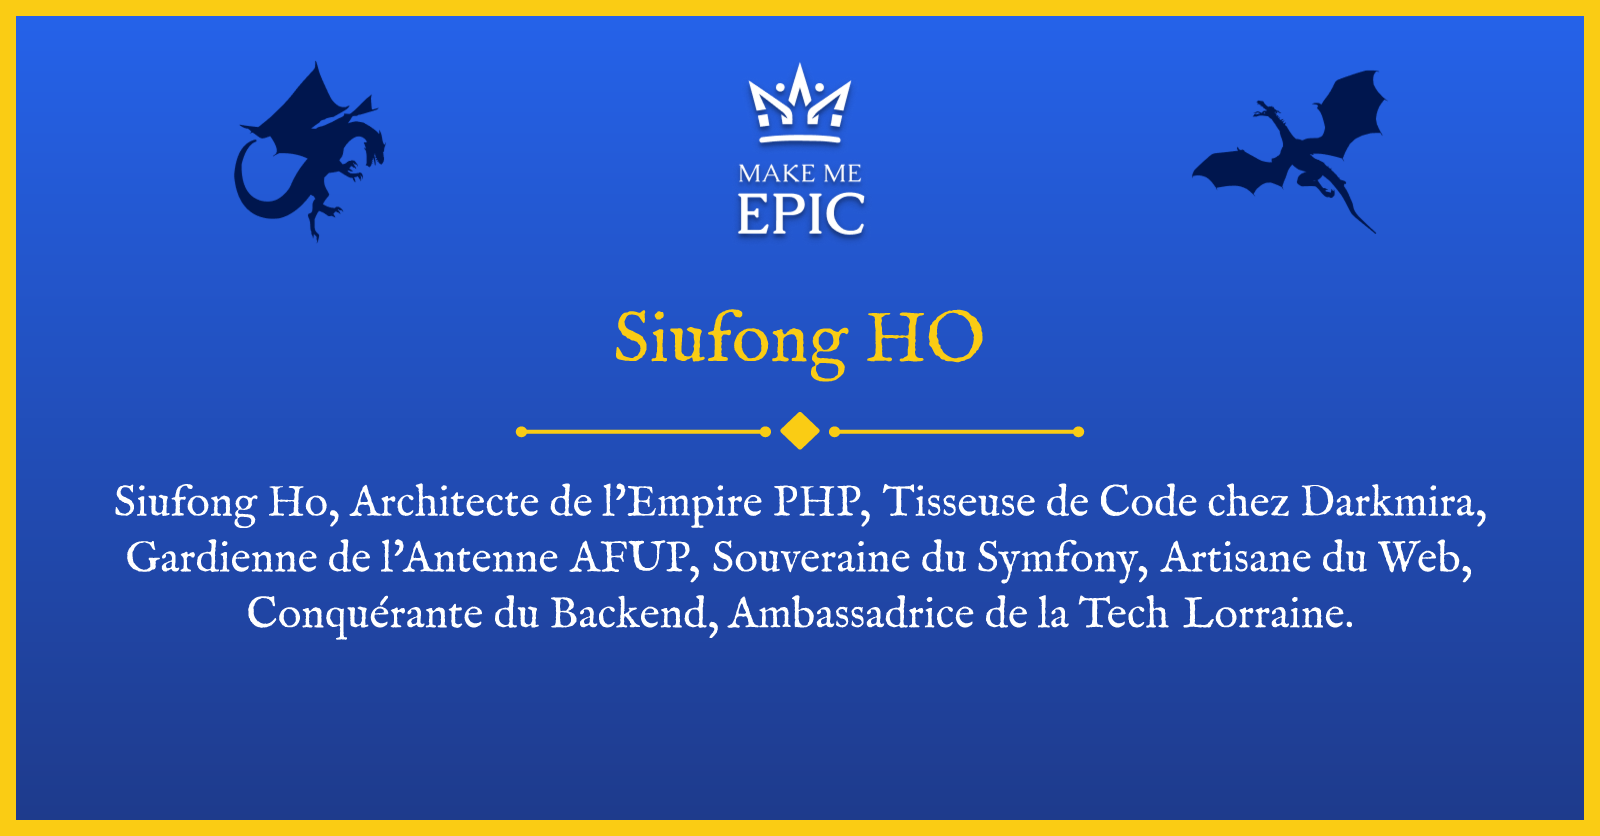 MAKE ME
EPIC
Siufong HO
Siufong Ho, Architecte de l'Empire PHP, Tisseuse de Code chez Darkmira,
Gardienne de l'Antenne AFUP, Souveraine du Symfony, Artisane du Web,
Conquérante du Backend, Ambassadrice de la Tech Lorraine.